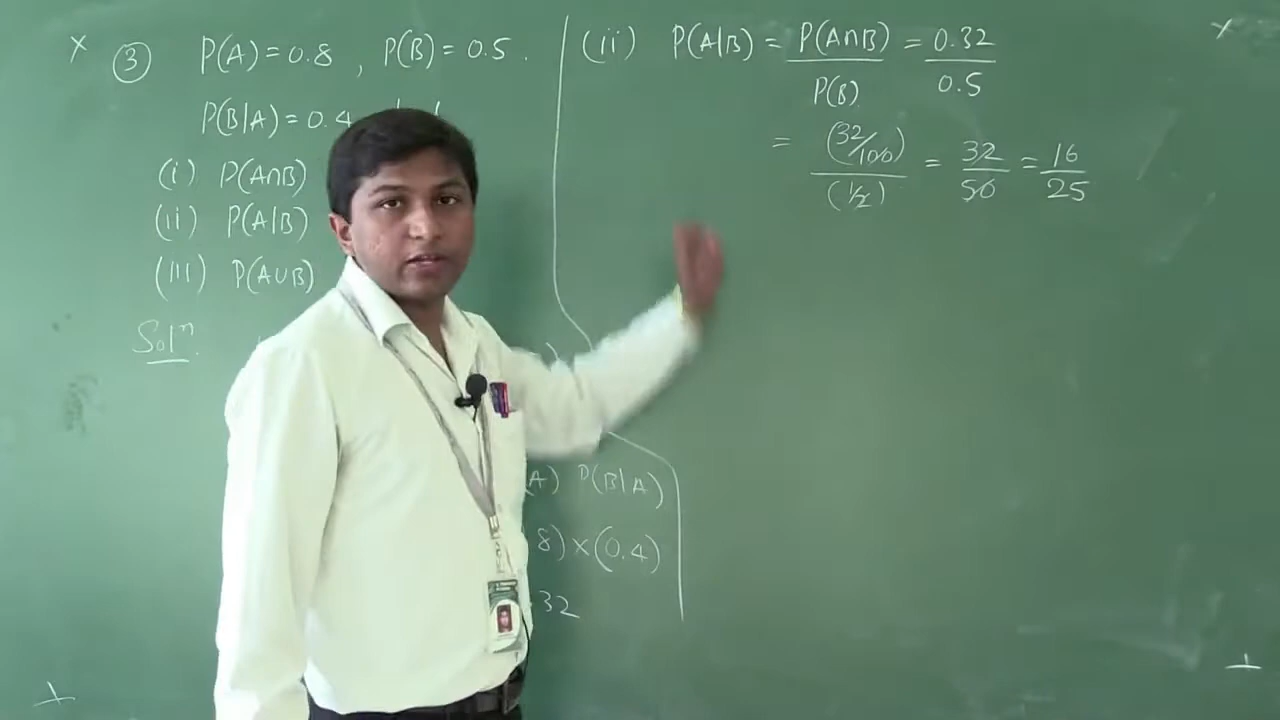 ③ P(A)=0.8 , P(B)=0.5 .
P(B|A)=0.4
(i) P(A∩B)
(ii) P(A|B)
(iii) P(A∪B)
Solⁿ.
A) P(B|A)
8)×(0.4)
.32
(ii) P(A|B) = P(A∩B) = 0.32
P(B) 0.5
= (32/100) = 32 = 16
(1/2) 50 25